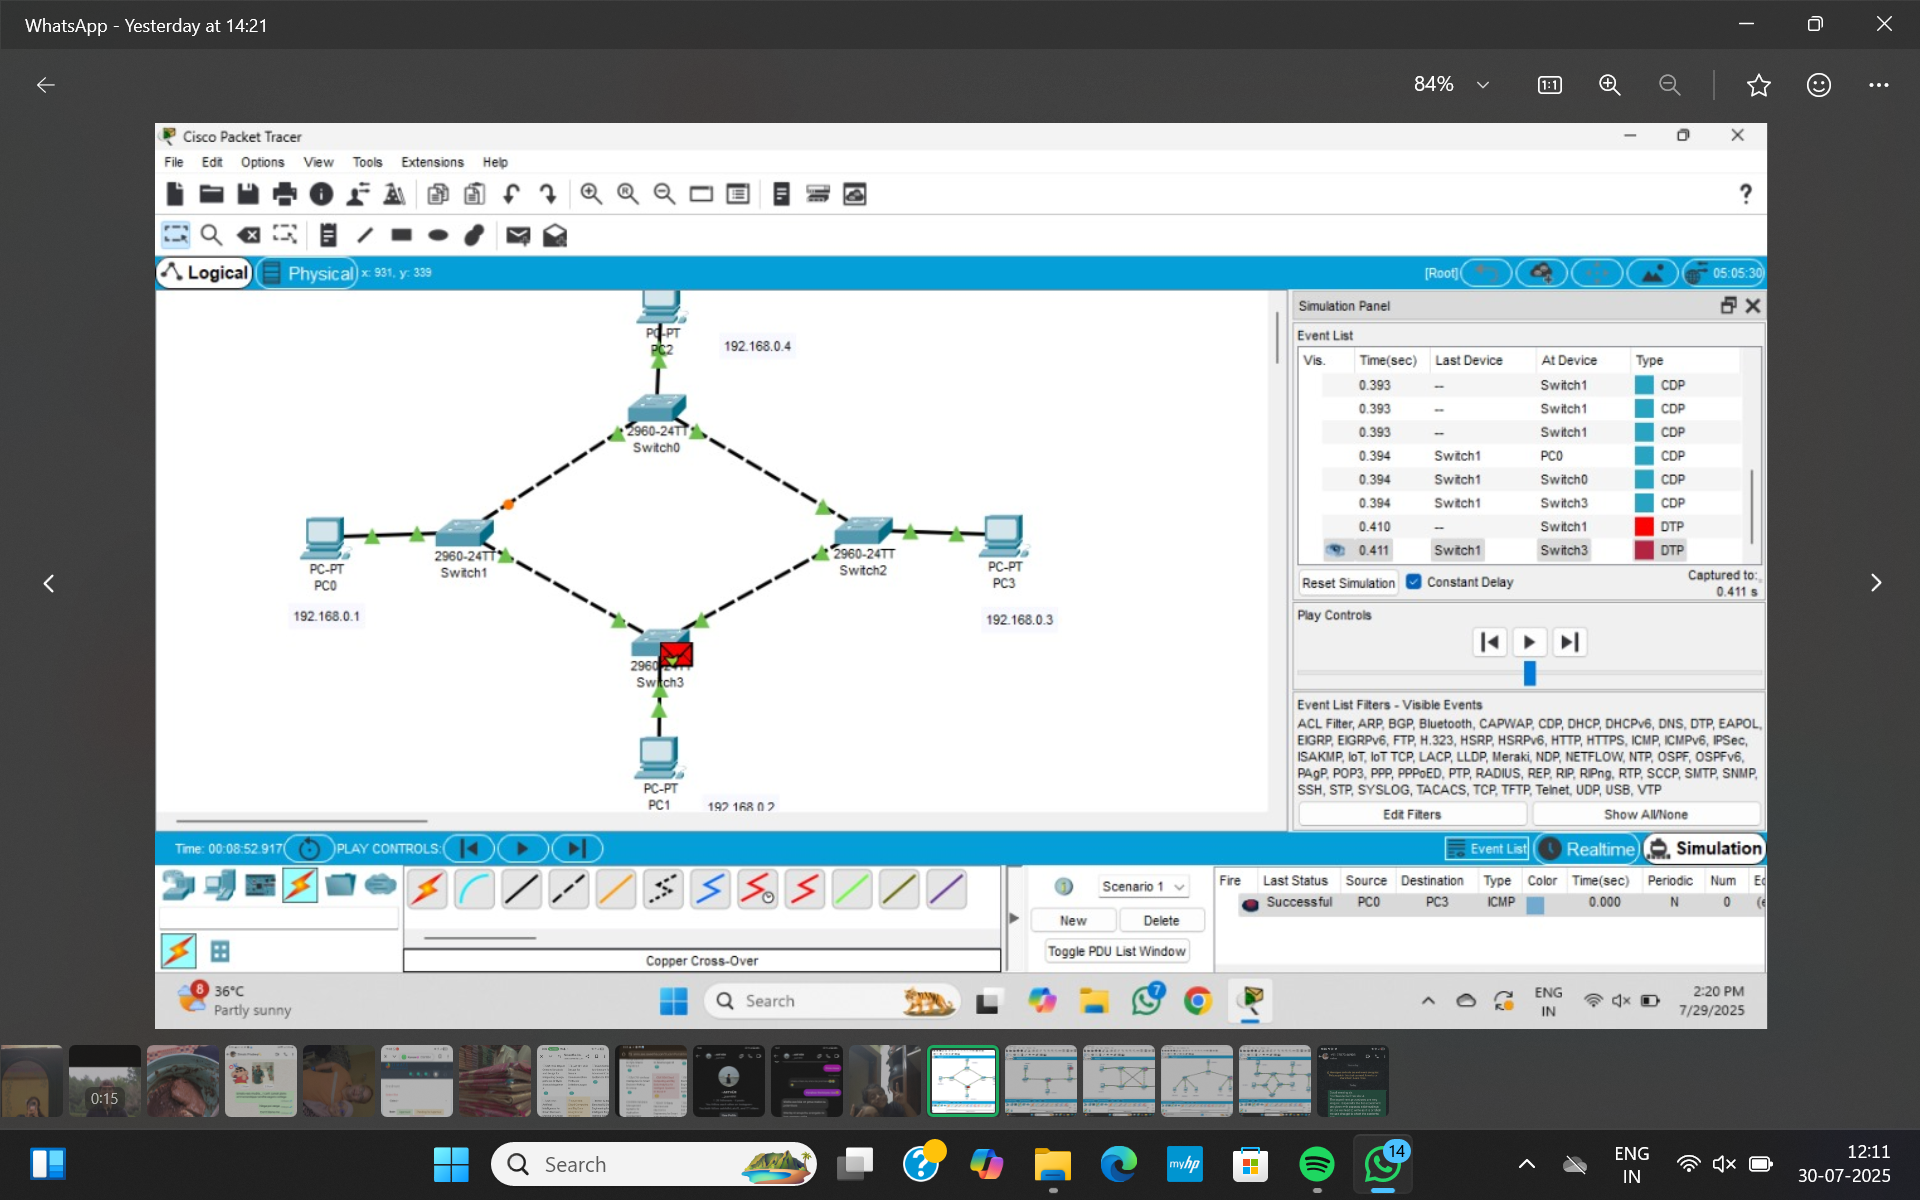 WhatsApp - Yesterday at 14:21
84%
1:1
Cisco Packet Tracer
File Edit Options View Tools Extensions Help
?
Logical Physical x: 931, y: 339 [Root] 05:05:30
PC-PT
PC2
192.168.0.4
2960-24TT
Switch0
PC-PT
PC0
192.168.0.1
2960-24TT
Switch1
2960-24TT
Switch2
PC-PT
PC3
192.168.0.3
Switch3
PC-PT
PC1
192.168.0.2
Simulation Panel
Event List
Vis. Time(sec) Last Device At Device Type
0.393 -- Switch1 CDP
0.393 -- Switch1 CDP
0.393 -- Switch1 CDP
0.394 Switch1 PC0 CDP
0.394 Switch1 Switch0 CDP
0.394 Switch1 Switch3 CDP
0.410 -- Switch1 DTP
0.411 Switch1 Switch3 DTP
Reset Simulation Constant Delay Captured to:
0.411 s
Play Controls
Event List Filters - Visible Events
ACL Filter, ARP, BGP, Bluetooth, CAPWAP, CDP, DHCP, DHCPv6, DNS, DTP, EAPOL,
EIGRP, EIGRPv6, FTP, H.323, HSRP, HSRPv6, HTTP, HTTPS, ICMP, ICMPv6, IPSec,
ISAKMP, IoT, IoT TCP, LACP, LLDP, Meraki, NDP, NETFLOW, NTP, OSPF, OSPFv6,
PAgP, POP3, PPP, PPPoED, PTP, RADIUS, REP, RIP, RIPng, RTP, SCCP, SMTP, SNMP,
SSH, STP, SYSLOG, TACACS, TCP, TFTP, Telnet, UDP, USB, VTP
Edit Filters Show All/None
Time: 00:08:52.917 PLAY CONTROLS: Event List Realtime Simulation
Copper Cross-Over
Scenario 1
New Delete
Toggle PDU List Window
Fire Last Status Source Destination Type Color Time(sec) Periodic Num
Successful PC0 PC3 ICMP 0.000 N 0
8
36°C
Partly sunny
Search
7
ENG
IN
2:20 PM
7/29/2025
0:15
Search
myhp
14
ENG
IN
12:11
30-07-2025